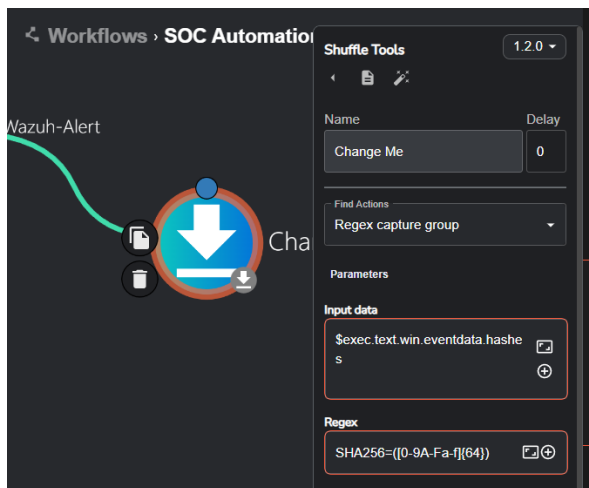 Workflows › SOC Automation
Shuffle Tools
1.2.0
Wazuh-Alert
Name
Delay
Change Me
0
Find Actions
Regex capture group
Cha
Parameters
Input data
$exec.text.win.eventdata.hashe
s
Regex
SHA256=([0-9A-Fa-f]{64})